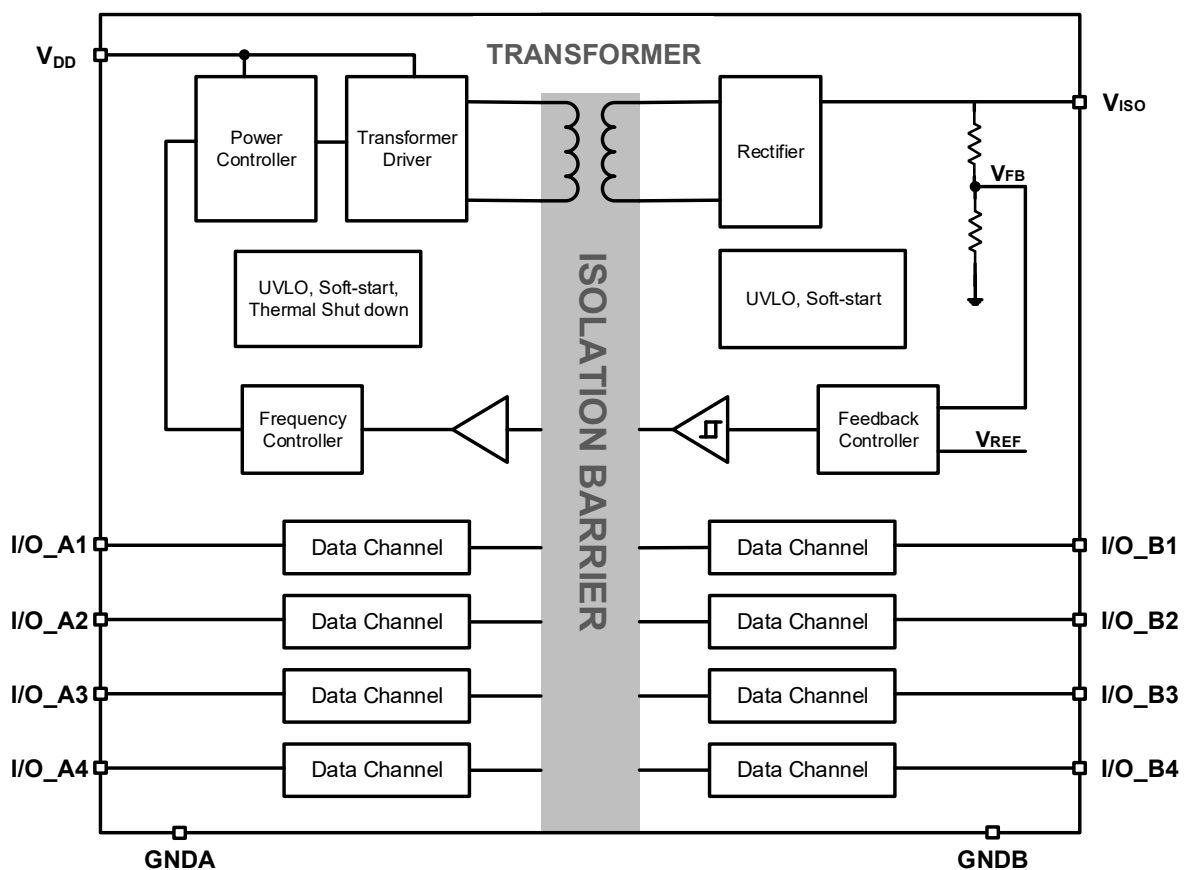 TRANSFORMER
VDD
VISO
Power
Controller
Transformer
Driver
Rectifier
VFB
ISOLATION BARRIER
UVLO, Soft-start,
Thermal Shut down
UVLO, Soft-start
Frequency
Controller
Feedback
Controller
VREF
I/O_A1
Data Channel
Data Channel
I/O_B1
I/O_A2
Data Channel
Data Channel
I/O_B2
I/O_A3
Data Channel
Data Channel
I/O_B3
I/O_A4
Data Channel
Data Channel
I/O_B4
GNDA
GNDB